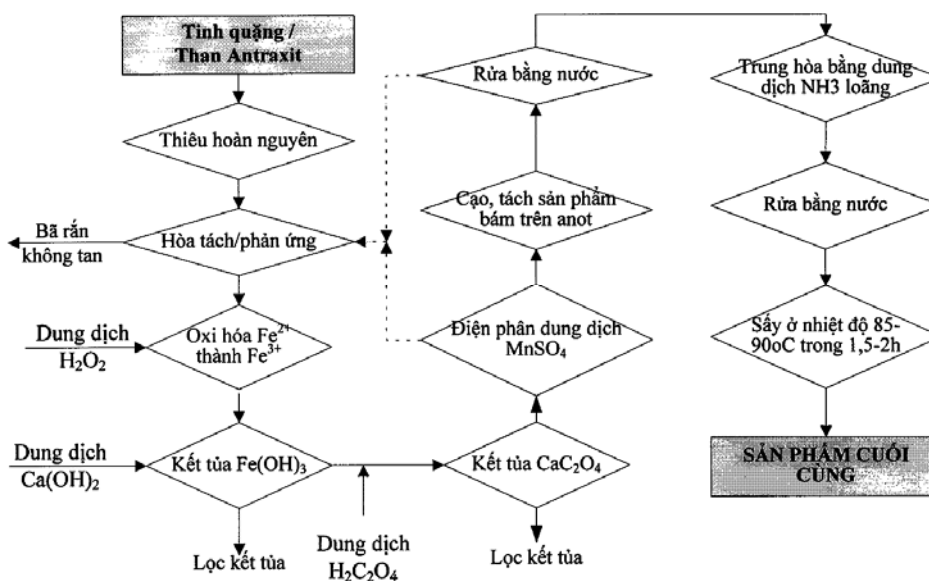 Tinh quặng /
Than Antraxit
Thiêu hoàn nguyên
Bã rắn
không tan
Hòa tách/phản ứng
Dung dịch
H₂O₂
Oxi hóa Fe²⁺
thành Fe³⁺
Dung dịch
Ca(OH)₂
Kết tủa Fe(OH)₃
Lọc kết tủa
Dung dịch
H₂C₂O₄
Kết tủa CaC₂O₄
Lọc kết tủa
Điện phân dung dịch
MnSO₄
Cạo, tách sản phẩm
bám trên anot
Rửa bằng nước
Trung hòa bằng dung
dịch NH3 loãng
Rửa bằng nước
Sấy ở nhiệt độ 85-
90oC trong 1,5-2h
SẢN PHẨM CUỐI
CÙNG